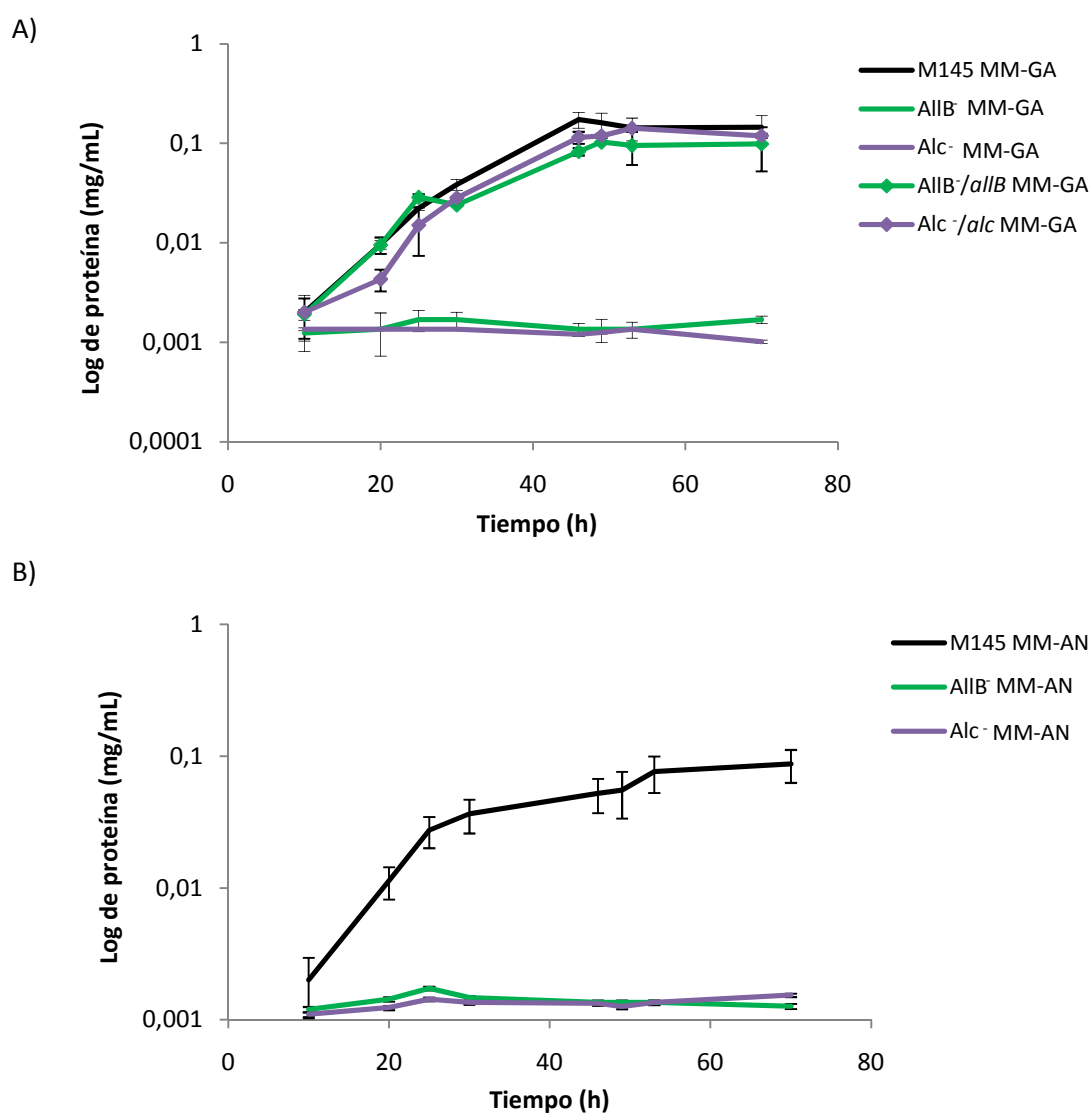 A)
Log de proteína (mg/mL)
1
0,1
0,01
0,001
0,0001
0 20 40 60 80
Tiempo (h)
M145 MM-GA
AllB⁻ MM-GA
Alc⁻ MM-GA
AllB⁻/allB MM-GA
Alc ⁻/alc MM-GA
B)
Log de proteína (mg/mL)
1
0,1
0,01
0,001
0 20 40 60 80
Tiempo (h)
M145 MM-AN
AllB⁻ MM-AN
Alc ⁻ MM-AN